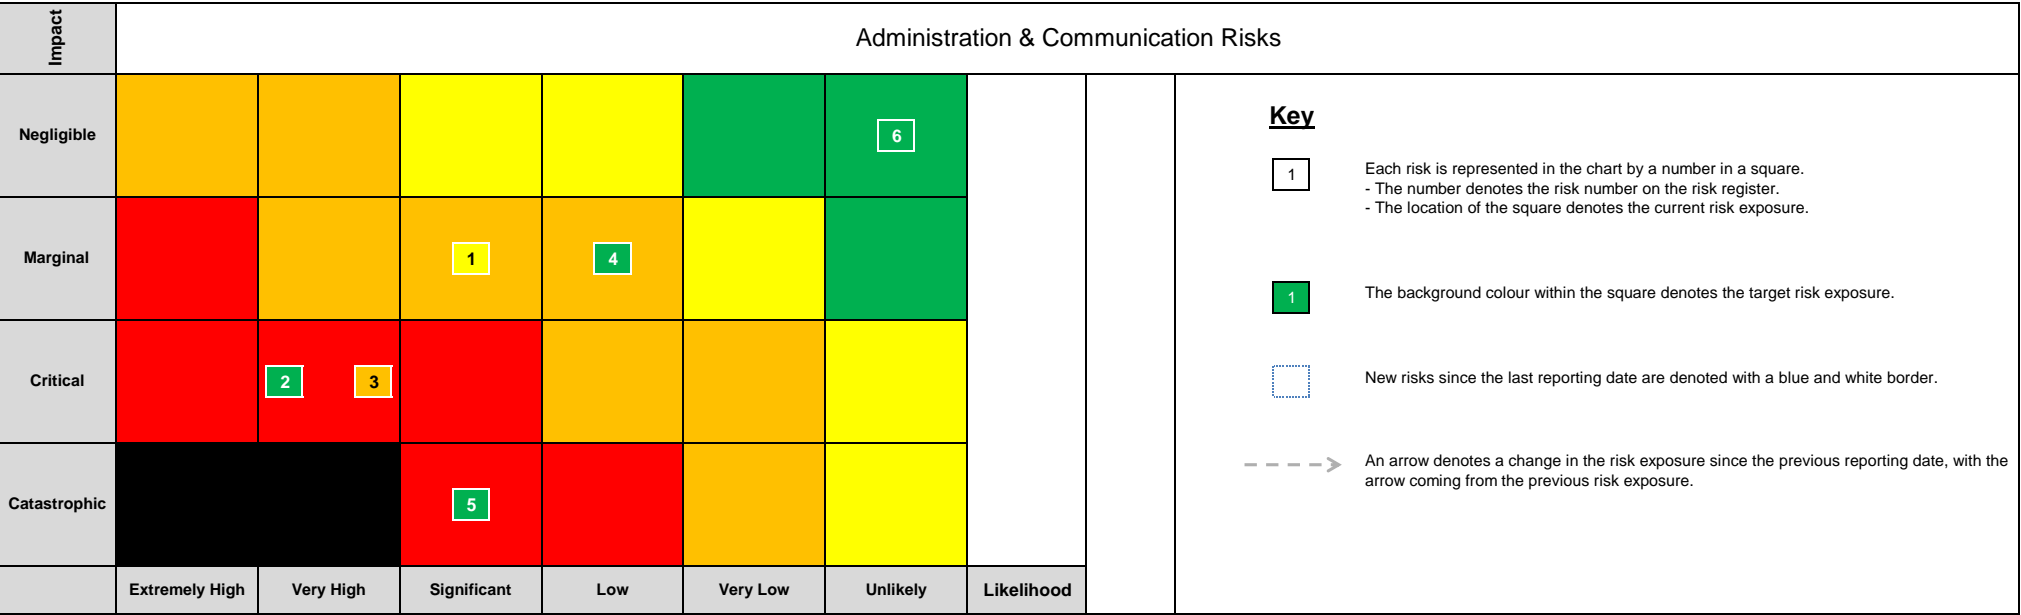 Impact
Administration & Communication Risks
Negligible
6
Marginal
1
4
Critical
2
3
Catastrophic
5
Extremely High
Very High
Significant
Low
Very Low
Unlikely
Likelihood
Key
1
Each risk is represented in the chart by a number in a square.
- The number denotes the risk number on the risk register.
- The location of the square denotes the current risk exposure.
1
The background colour within the square denotes the target risk exposure.
New risks since the last reporting date are denoted with a blue and white border.
An arrow denotes a change in the risk exposure since the previous reporting date, with the
arrow coming from the previous risk exposure.